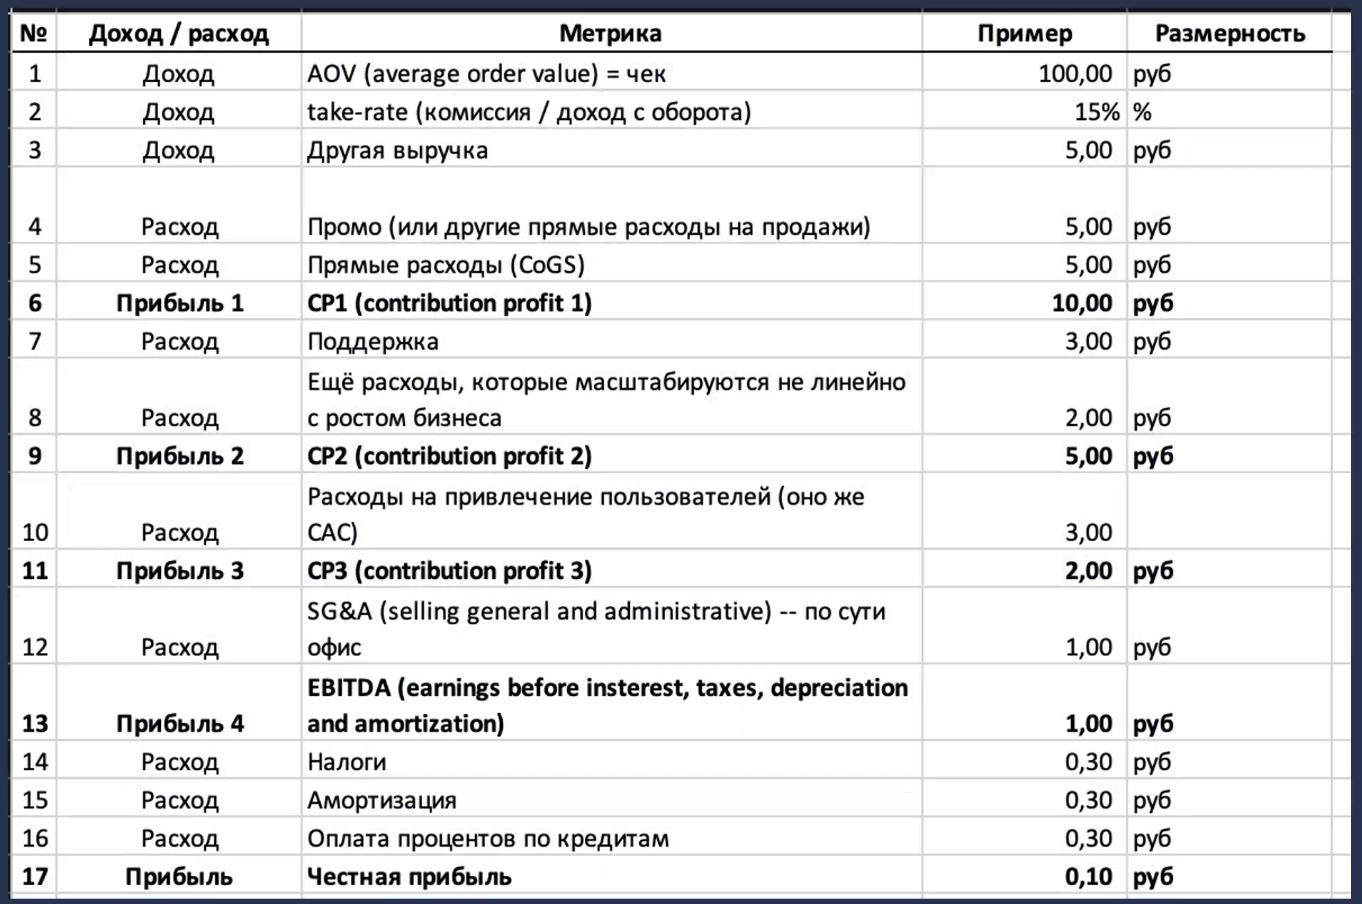 № Доход / расход Метрика Пример Размерность
1 Доход AOV (average order value) = чек 100,00 руб
2 Доход take-rate (комиссия / доход с оборота) 15% %
3 Доход Другая выручка 5,00 руб
4 Расход Промо (или другие прямые расходы на продажи) 5,00 руб
5 Расход Прямые расходы (CoGS) 5,00 руб
6 Прибыль 1 CP1 (contribution profit 1) 10,00 руб
7 Расход Поддержка 3,00 руб
Ещё расходы, которые масштабируются не линейно
8 Расход с ростом бизнеса 2,00 руб
9 Прибыль 2 CP2 (contribution profit 2) 5,00 руб
Расходы на привлечение пользователей (оно же
10 Расход CAC) 3,00
11 Прибыль 3 CP3 (contribution profit 3) 2,00 руб
SG&A (selling general and administrative) -- по сути
12 Расход офис 1,00 руб
EBITDA (earnings before insterest, taxes, depreciation
13 Прибыль 4 and amortization) 1,00 руб
14 Расход Налоги 0,30 руб
15 Расход Амортизация 0,30 руб
16 Расход Оплата процентов по кредитам 0,30 руб
17 Прибыль Честная прибыль 0,10 руб